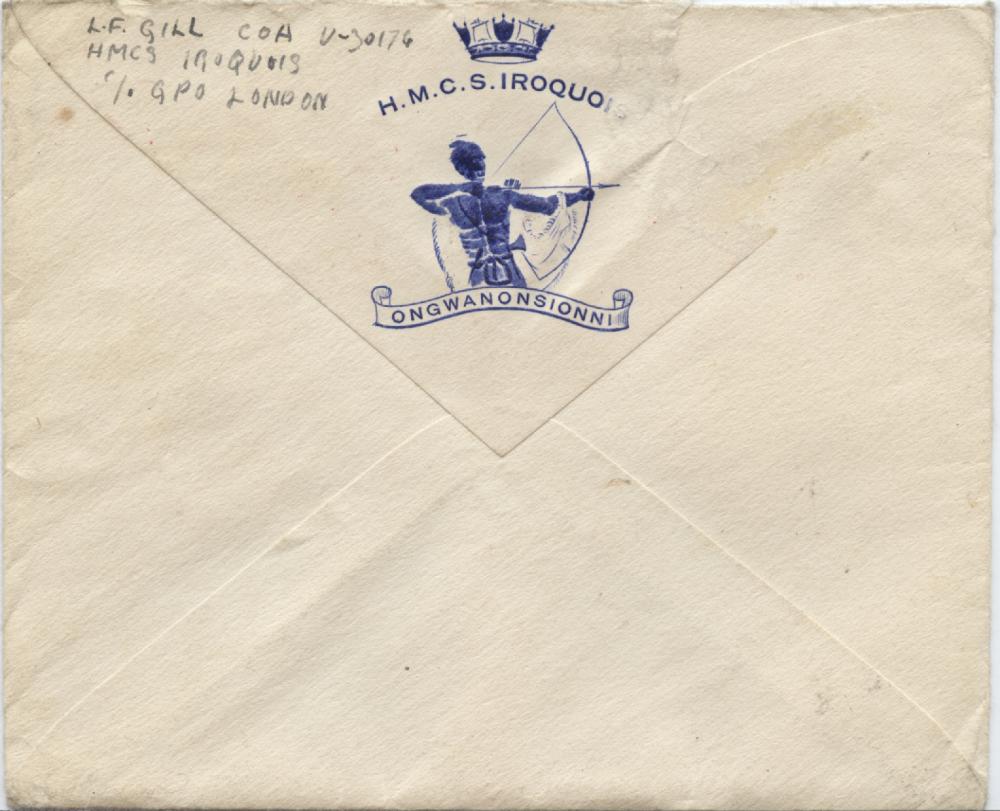 L.F. GILL COA V-30176
HMCS IROQUOIS
c/o GPO LONDON
H.M.C.S. IROQUOIS
ONGWANONSIONNI